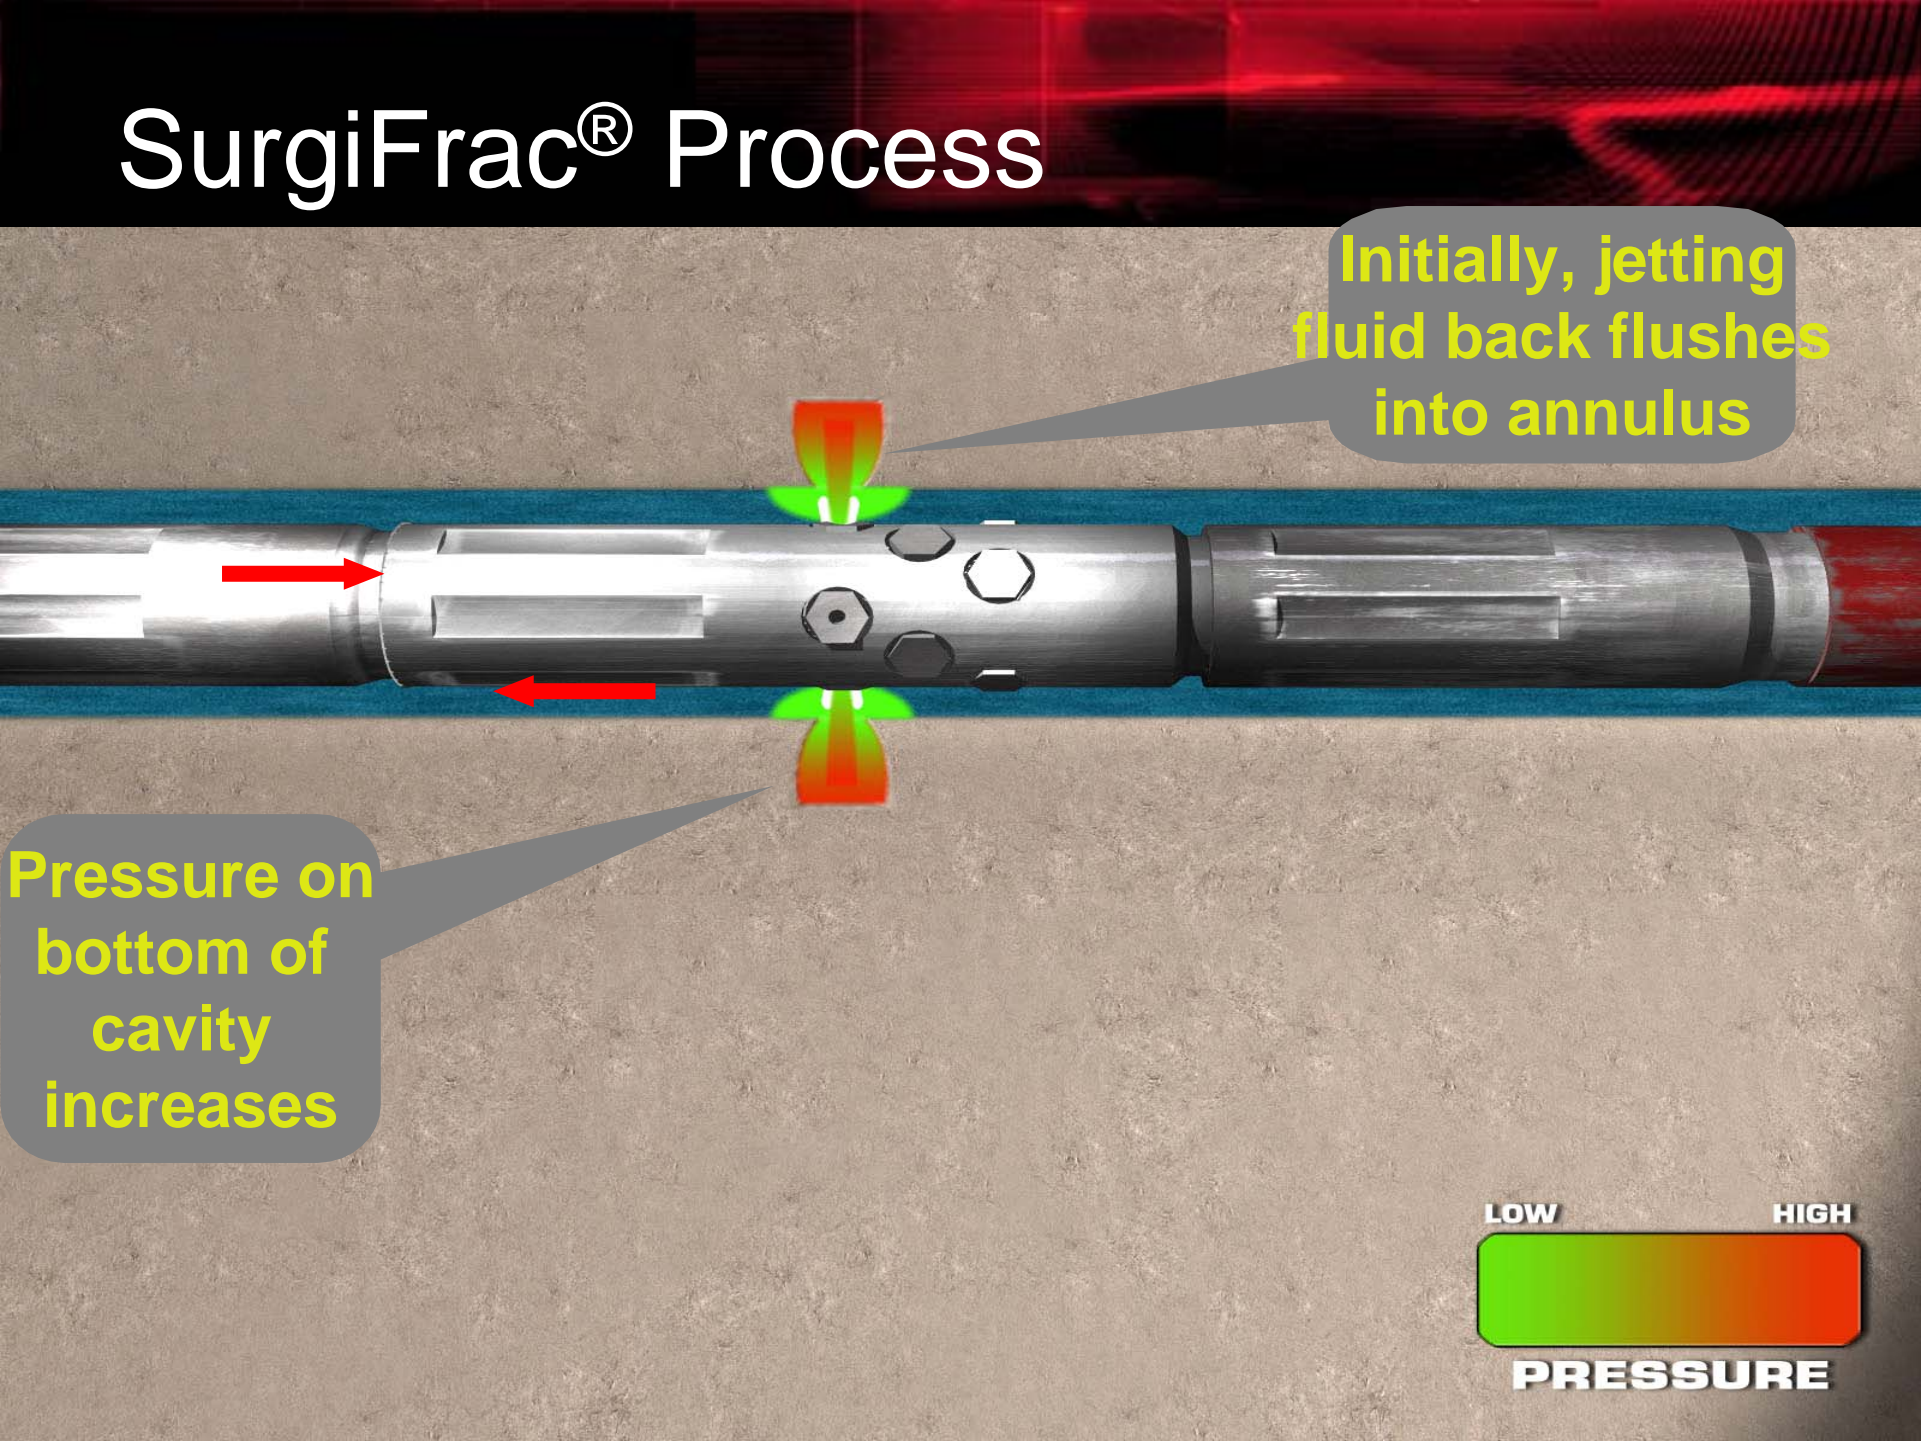 SurgiFrac® Process
Initially, jetting
fluid back flushes
into annulus
Pressure on
bottom of
cavity
increases
LOW HIGH
PRESSURE